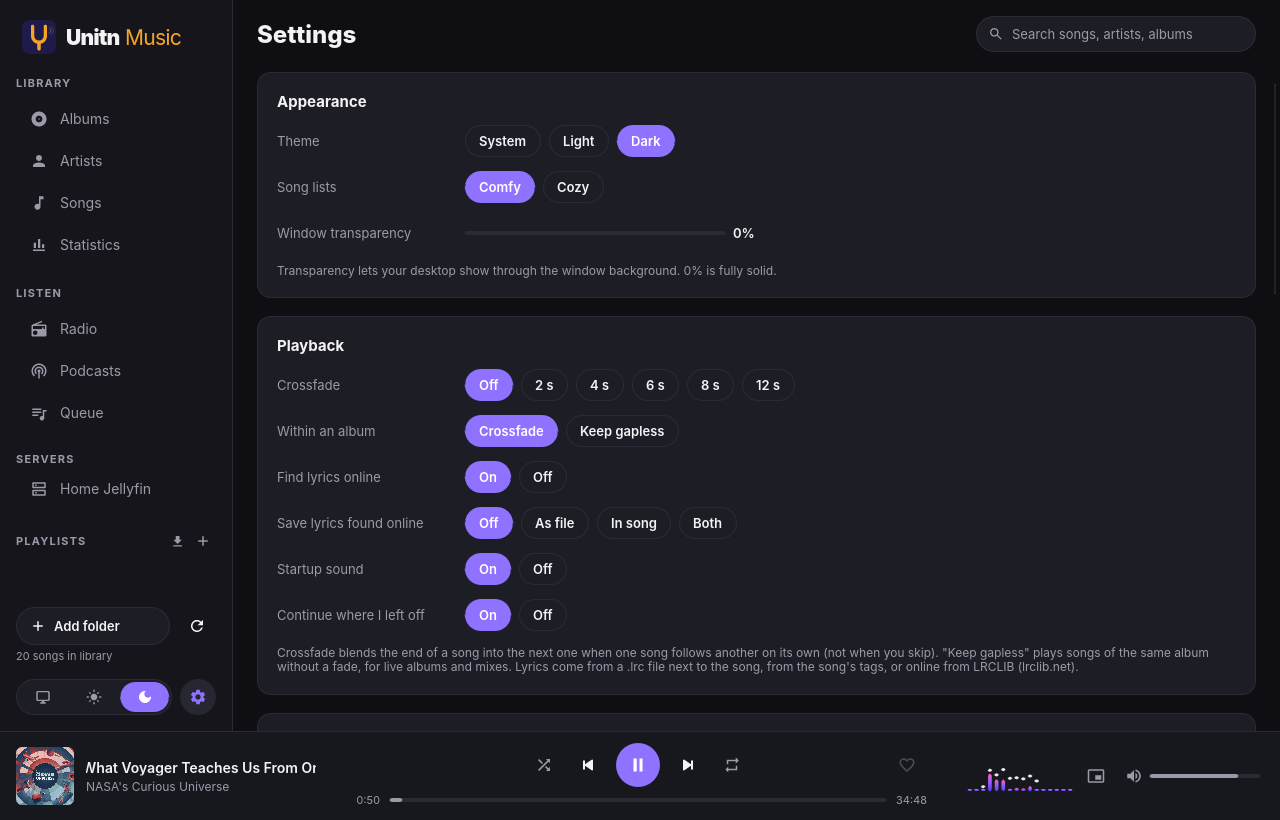 Unitn Music
LIBRARY
Albums
Artists
Songs
Statistics
LISTEN
Radio
Podcasts
Queue
SERVERS
Home Jellyfin
PLAYLISTS
Add folder
20 songs in library
Settings
Search songs, artists, albums
Appearance
Theme System Light Dark
Song lists Comfy Cozy
Window transparency 0%
Transparency lets your desktop show through the window background. 0% is fully solid.
Playback
Crossfade Off 2 s 4 s 6 s 8 s 12 s
Within an album Crossfade Keep gapless
Find lyrics online On Off
Save lyrics found online Off As file In song Both
Startup sound On Off
Continue where I left off On Off
Crossfade blends the end of a song into the next one when one song follows another on its own (not when you skip). "Keep gapless" plays songs of the same album
without a fade, for live albums and mixes. Lyrics come from a .lrc file next to the song, from the song's tags, or online from LRCLIB (lrclib.net).
What Voyager Teaches Us From Or
NASA's Curious Universe
0:50 34:48